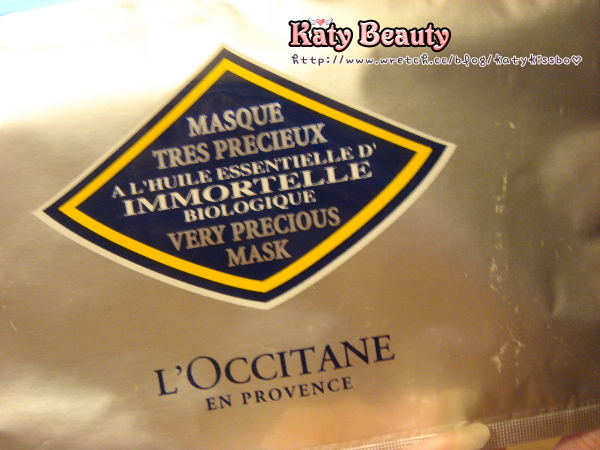 Katy Beauty
http://www.wretch.cc/blog/katykissbo♡
MASQUE
TRES PRECIEUX
A L'HUILE ESSENTIELLE D'
IMMORTELLE
BIOLOGIQUE
VERY PRECIOUS
MASK
L'OCCITANE
EN PROVENCE